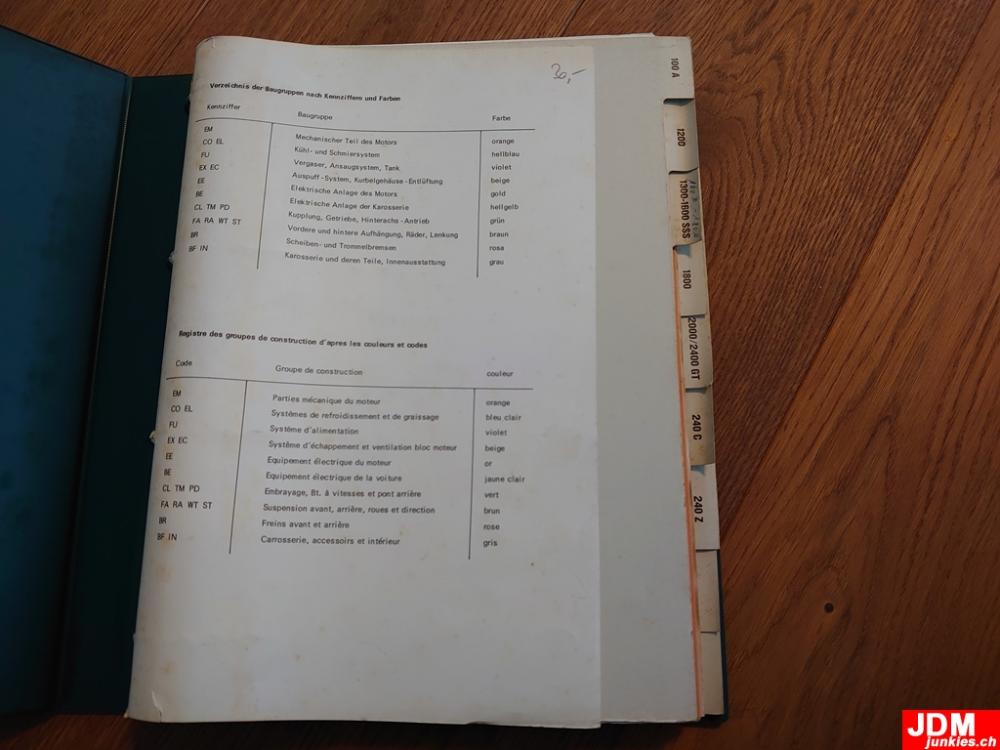 30,-
Verzeichnis der Baugruppen nach Kennziffern und Farben
Kennziffer Baugruppe Farbe
EM Mechanischer Teil des Motors orange
CO EL Kühl- und Schmiersystem hellblau
FU Vergaser, Ansaugsystem, Tank violet
EX EC Auspuff-System, Kurbelgehäuse-Entlüftung beige
EE Elektrische Anlage des Motors gold
BE Elektrische Anlage der Karosserie hellgelb
CL TM PD Kupplung, Getriebe, Hinterachs-Antrieb grün
FA RA WT ST Vordere und hintere Aufhängung, Räder, Lenkung braun
BR Scheiben- und Trommelbremsen rosa
BF IN Karosserie und deren Teile, Innenausstattung grau
Registre des groupes de construction d'apres les couleurs et codes
Code Groupe de construction couleur
EM Parties mécanique du moteur orange
CO EL Systèmes de refroidissement et de graissage bleu clair
FU Système d'alimentation violet
EX EC Système d'échappement et ventilation bloc moteur beige
EE Equipement électrique du moteur or
BE Equipement électrique de la voiture jaune clair
CL TM PD Embrayage, Bt. à vitesses et pont arrière vert
FA RA WT ST Suspension avant, arrière, roues et direction brun
BR Freins avant et arrière rose
BF IN Carrosserie, accessoirs et intérieur gris
100 A
1200
1300-1600 SSS
1800
2000/2400 GT
240 C
240 Z
JDM
junkies.ch